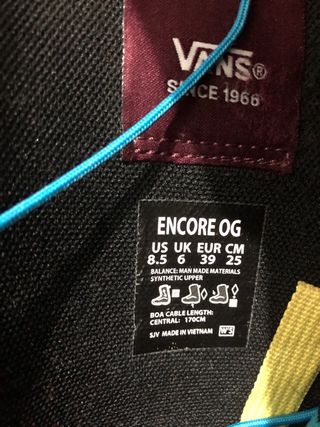 VANS®
SINCE 1966
ENCORE OG
US UK EUR CM
8.5 6 39 25
BALANCE: MAN MADE MATERIALS
SYNTHETIC UPPER
BOA CABLE LENGTH:
CENTRAL: 170CM
SJV MADE IN VIETNAM